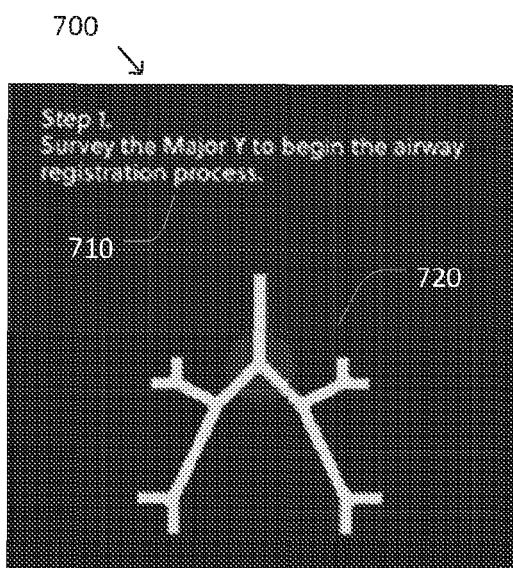 700
Step 1.
Survey the Major Y to begin the airway
registration process.
710
720